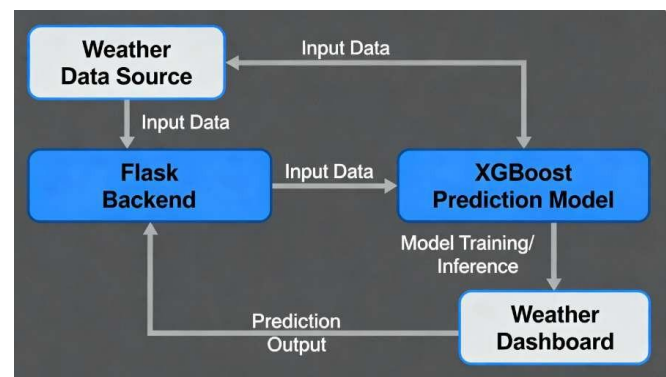 Weather
Data Source
Input Data
Input Data
Flask
Backend
Input Data
XGBoost
Prediction Model
Model Training/
Inference
Weather
Dashboard
Prediction
Output